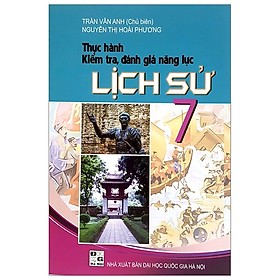 TRẦN VĂN ANH (Chủ biên)
NGUYỄN THỊ HOÀI PHƯƠNG
Thực hành
Kiểm tra, đánh giá năng lực
LỊCH SỬ
7
NHÀ XUẤT BẢN ĐẠI HỌC QUỐC GIA HÀ NỘI